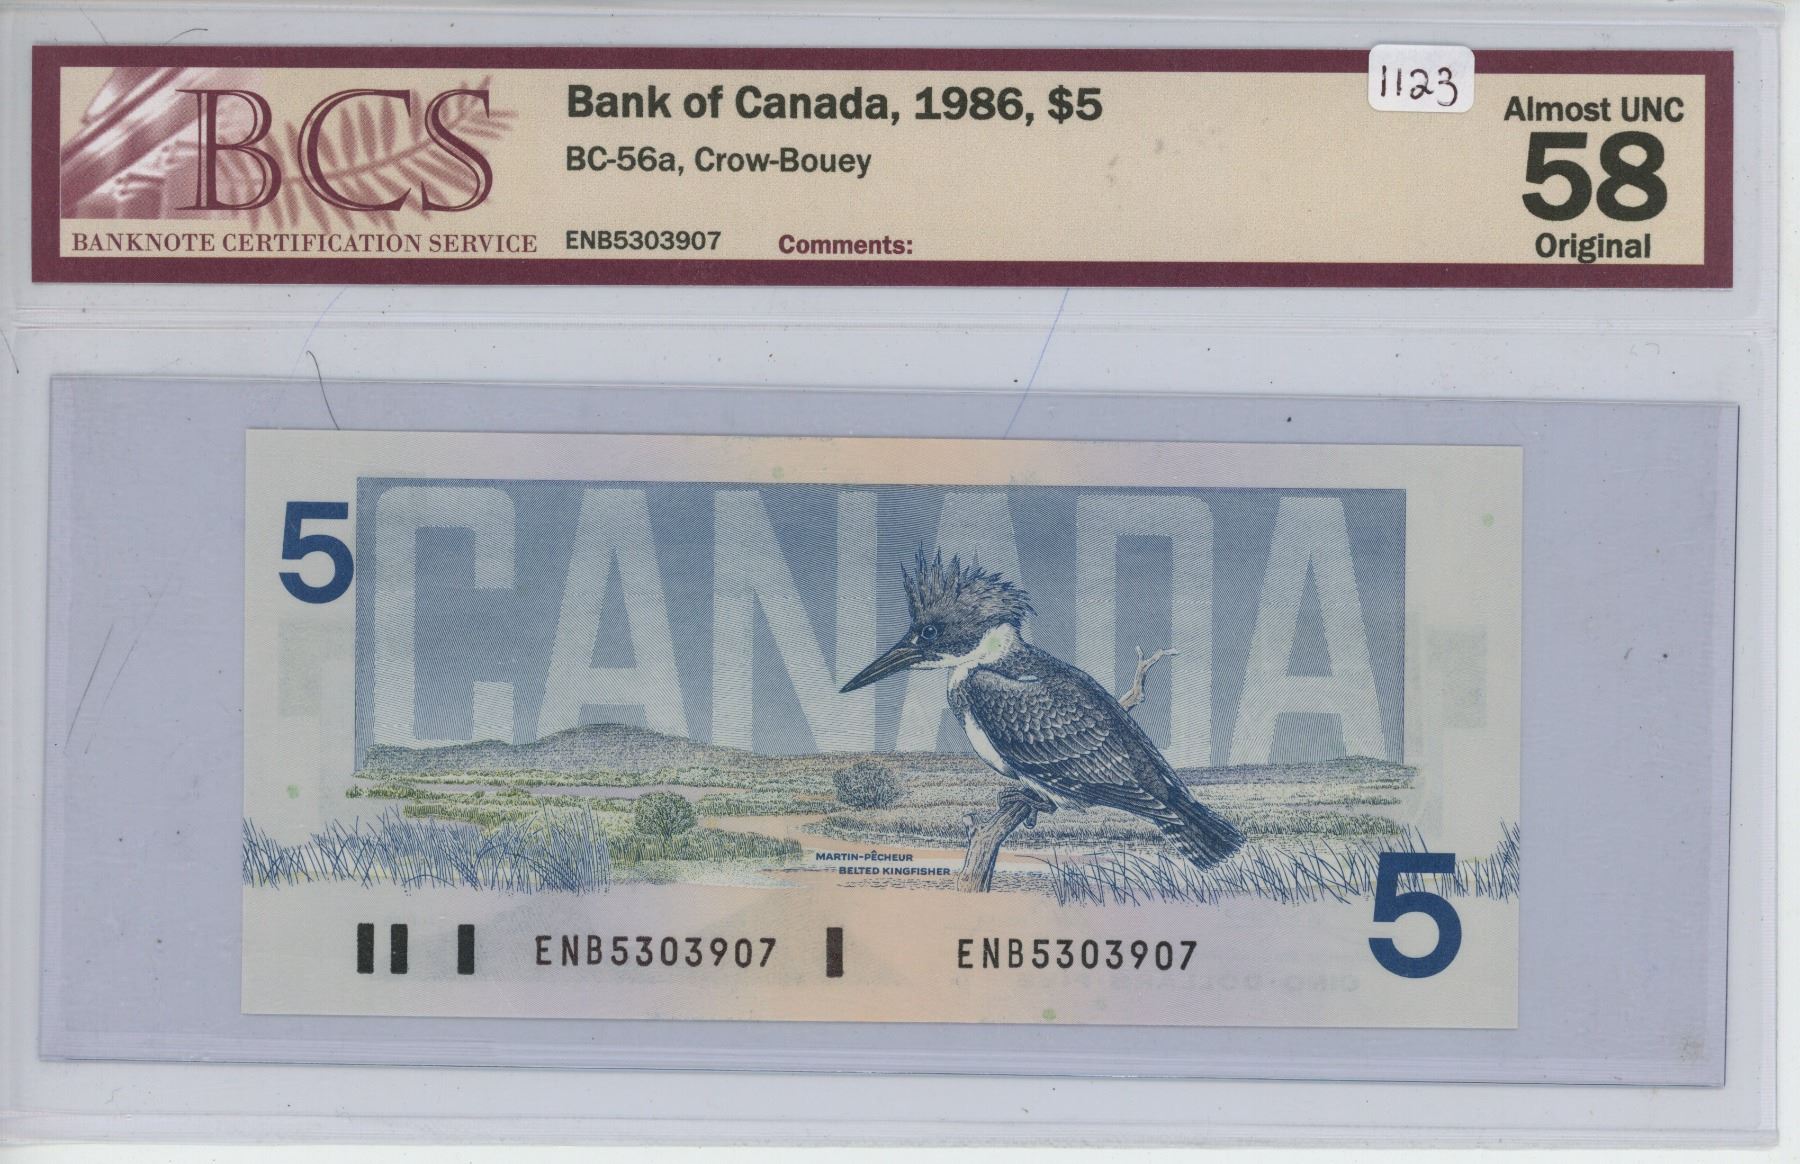 1123
BCS
BANKNOTE CERTIFICATION SERVICE
Bank of Canada, 1986, $5
BC-56a, Crow-Bouey
ENB5303907 Comments:
Almost UNC
58
Original
5
CANADA
MARTIN-PÊCHEUR
BELTED KINGFISHER
5
ENB5303907 ENB5303907